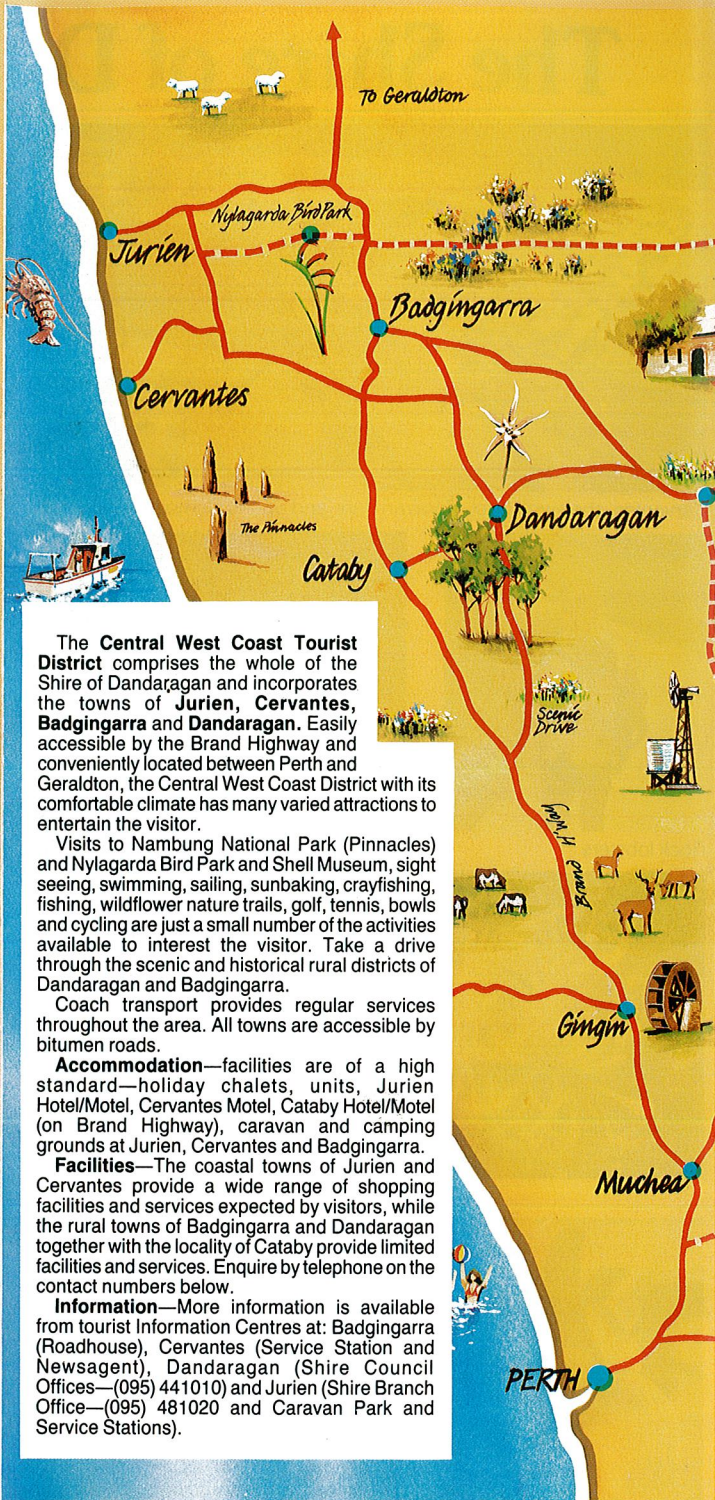 To Geraldton
Nylagarda Bird Park
Jurien
Badgingarra
Cervantes
The Pinnacles
Dandaragan
Cataby
The Central West Coast Tourist
District comprises the whole of the
Shire of Dandaragan and incorporates
the towns of Jurien, Cervantes,
Badgingarra and Dandaragan. Easily
accessible by the Brand Highway and
conveniently located between Perth and
Geraldton, the Central West Coast District with its
comfortable climate has many varied attractions to
entertain the visitor.
Visits to Nambung National Park (Pinnacles)
and Nylagarda Bird Park and Shell Museum, sight
seeing, swimming, sailing, sunbaking, crayfishing,
fishing, wildflower nature trails, golf, tennis, bowls
and cycling are just a small number of the activities
available to interest the visitor. Take a drive
through the scenic and historical rural districts of
Dandaragan and Badgingarra.
Coach transport provides regular services
throughout the area. All towns are accessible by
bitumen roads.
Accommodation—facilities are of a high
standard—holiday chalets, units, Jurien
Hotel/Motel, Cervantes Motel, Cataby Hotel/Motel
(on Brand Highway), caravan and camping
grounds at Jurien, Cervantes and Badgingarra.
Facilities—The coastal towns of Jurien and
Cervantes provide a wide range of shopping
facilities and services expected by visitors, while
the rural towns of Badgingarra and Dandaragan
together with the locality of Cataby provide limited
facilities and services. Enquire by telephone on the
contact numbers below.
Information—More information is available
from tourist Information Centres at: Badgingarra
(Roadhouse), Cervantes (Service Station and
Newsagent), Dandaragan (Shire Council
Offices—(095) 441010) and Jurien (Shire Branch
Office—(095) 481020 and Caravan Park and
Service Stations).
Scenic
Drive
Brand H'way
Gingin
Muchea
PERTH